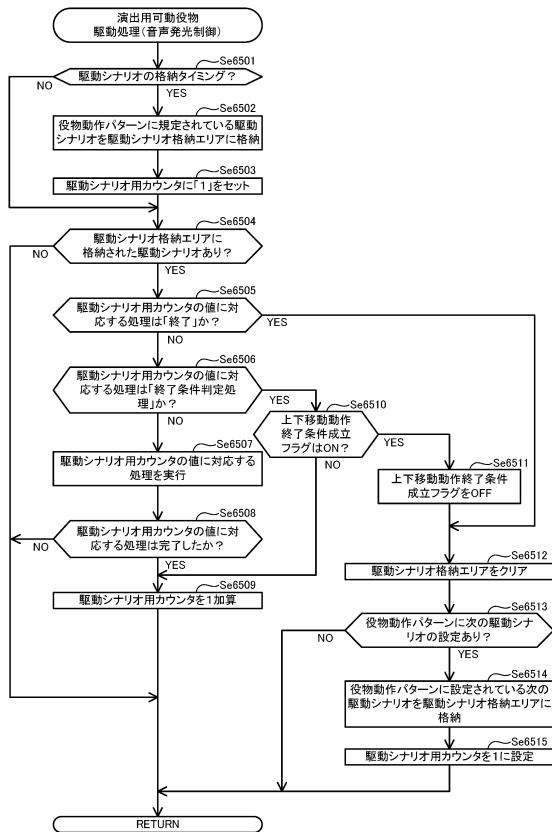 演出用可動役物
駆動処理(音声発光制御)
Se6501
駆動シナリオの格納タイミング?
NO
YES
Se6502
役物動作パターンに規定されている駆動
シナリオを駆動シナリオ格納エリアに格納
Se6503
駆動シナリオ用カウンタに「1」をセット
Se6504
駆動シナリオ格納エリアに
格納された駆動シナリオあり?
NO
YES
Se6505
駆動シナリオ用カウンタの値に対
応する処理は「終了」か?
YES
NO
Se6506
駆動シナリオ用カウンタの値に対
応する処理は「終了条件判定処
理」か?
YES
NO
Se6510
上下移動動作
終了条件成立
フラグはON?
YES
NO
Se6507
駆動シナリオ用カウンタの値に対応する
処理を実行
Se6511
上下移動動作終了条件
成立フラグをOFF
Se6508
駆動シナリオ用カウンタの値に対
応する処理は完了したか?
NO
YES
Se6509
駆動シナリオ用カウンタを1加算
Se6512
駆動シナリオ格納エリアをクリア
Se6513
役物動作パターンに次の駆動シナ
リオの設定あり?
NO
YES
Se6514
役物動作パターンに設定されている次の
駆動シナリオを駆動シナリオ格納エリアに
格納
Se6515
駆動シナリオ用カウンタを1に設定
RETURN